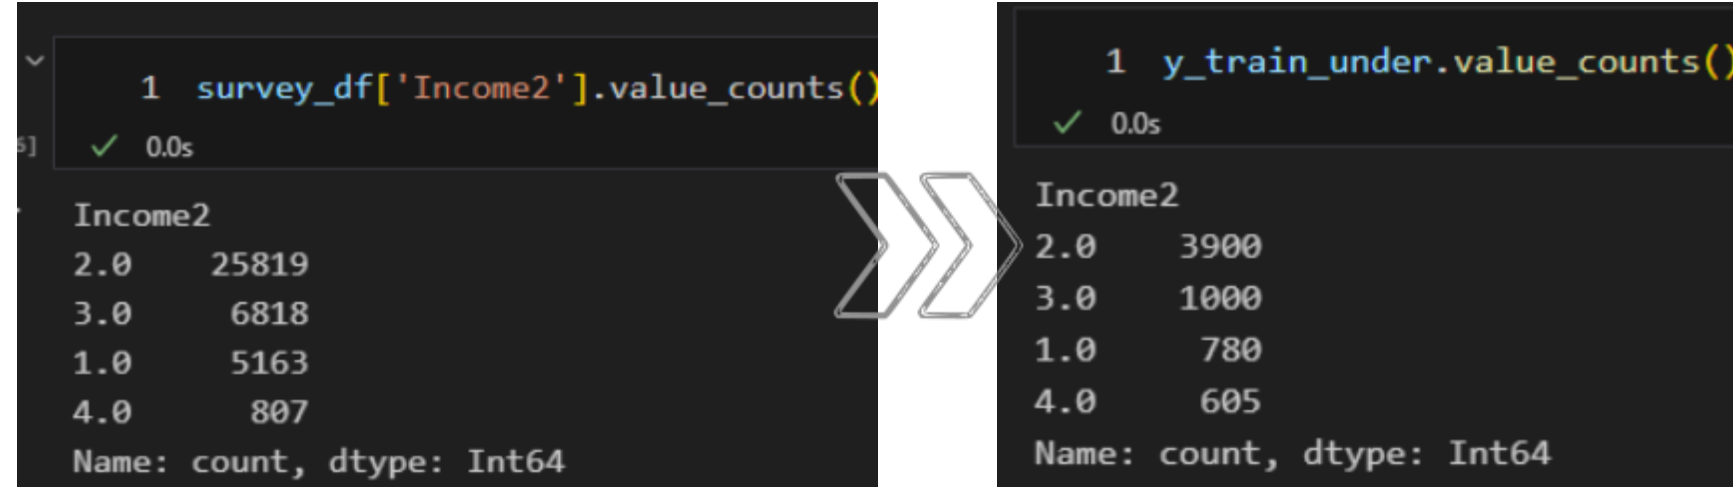 1 survey_df['Income2'].value_counts()
6]
0.0s
Income2
2.0 25819
3.0 6818
1.0 5163
4.0 807
Name: count, dtype: Int64
1 y_train_under.value_counts()
0.0s
Income2
2.0 3900
3.0 1000
1.0 780
4.0 605
Name: count, dtype: Int64